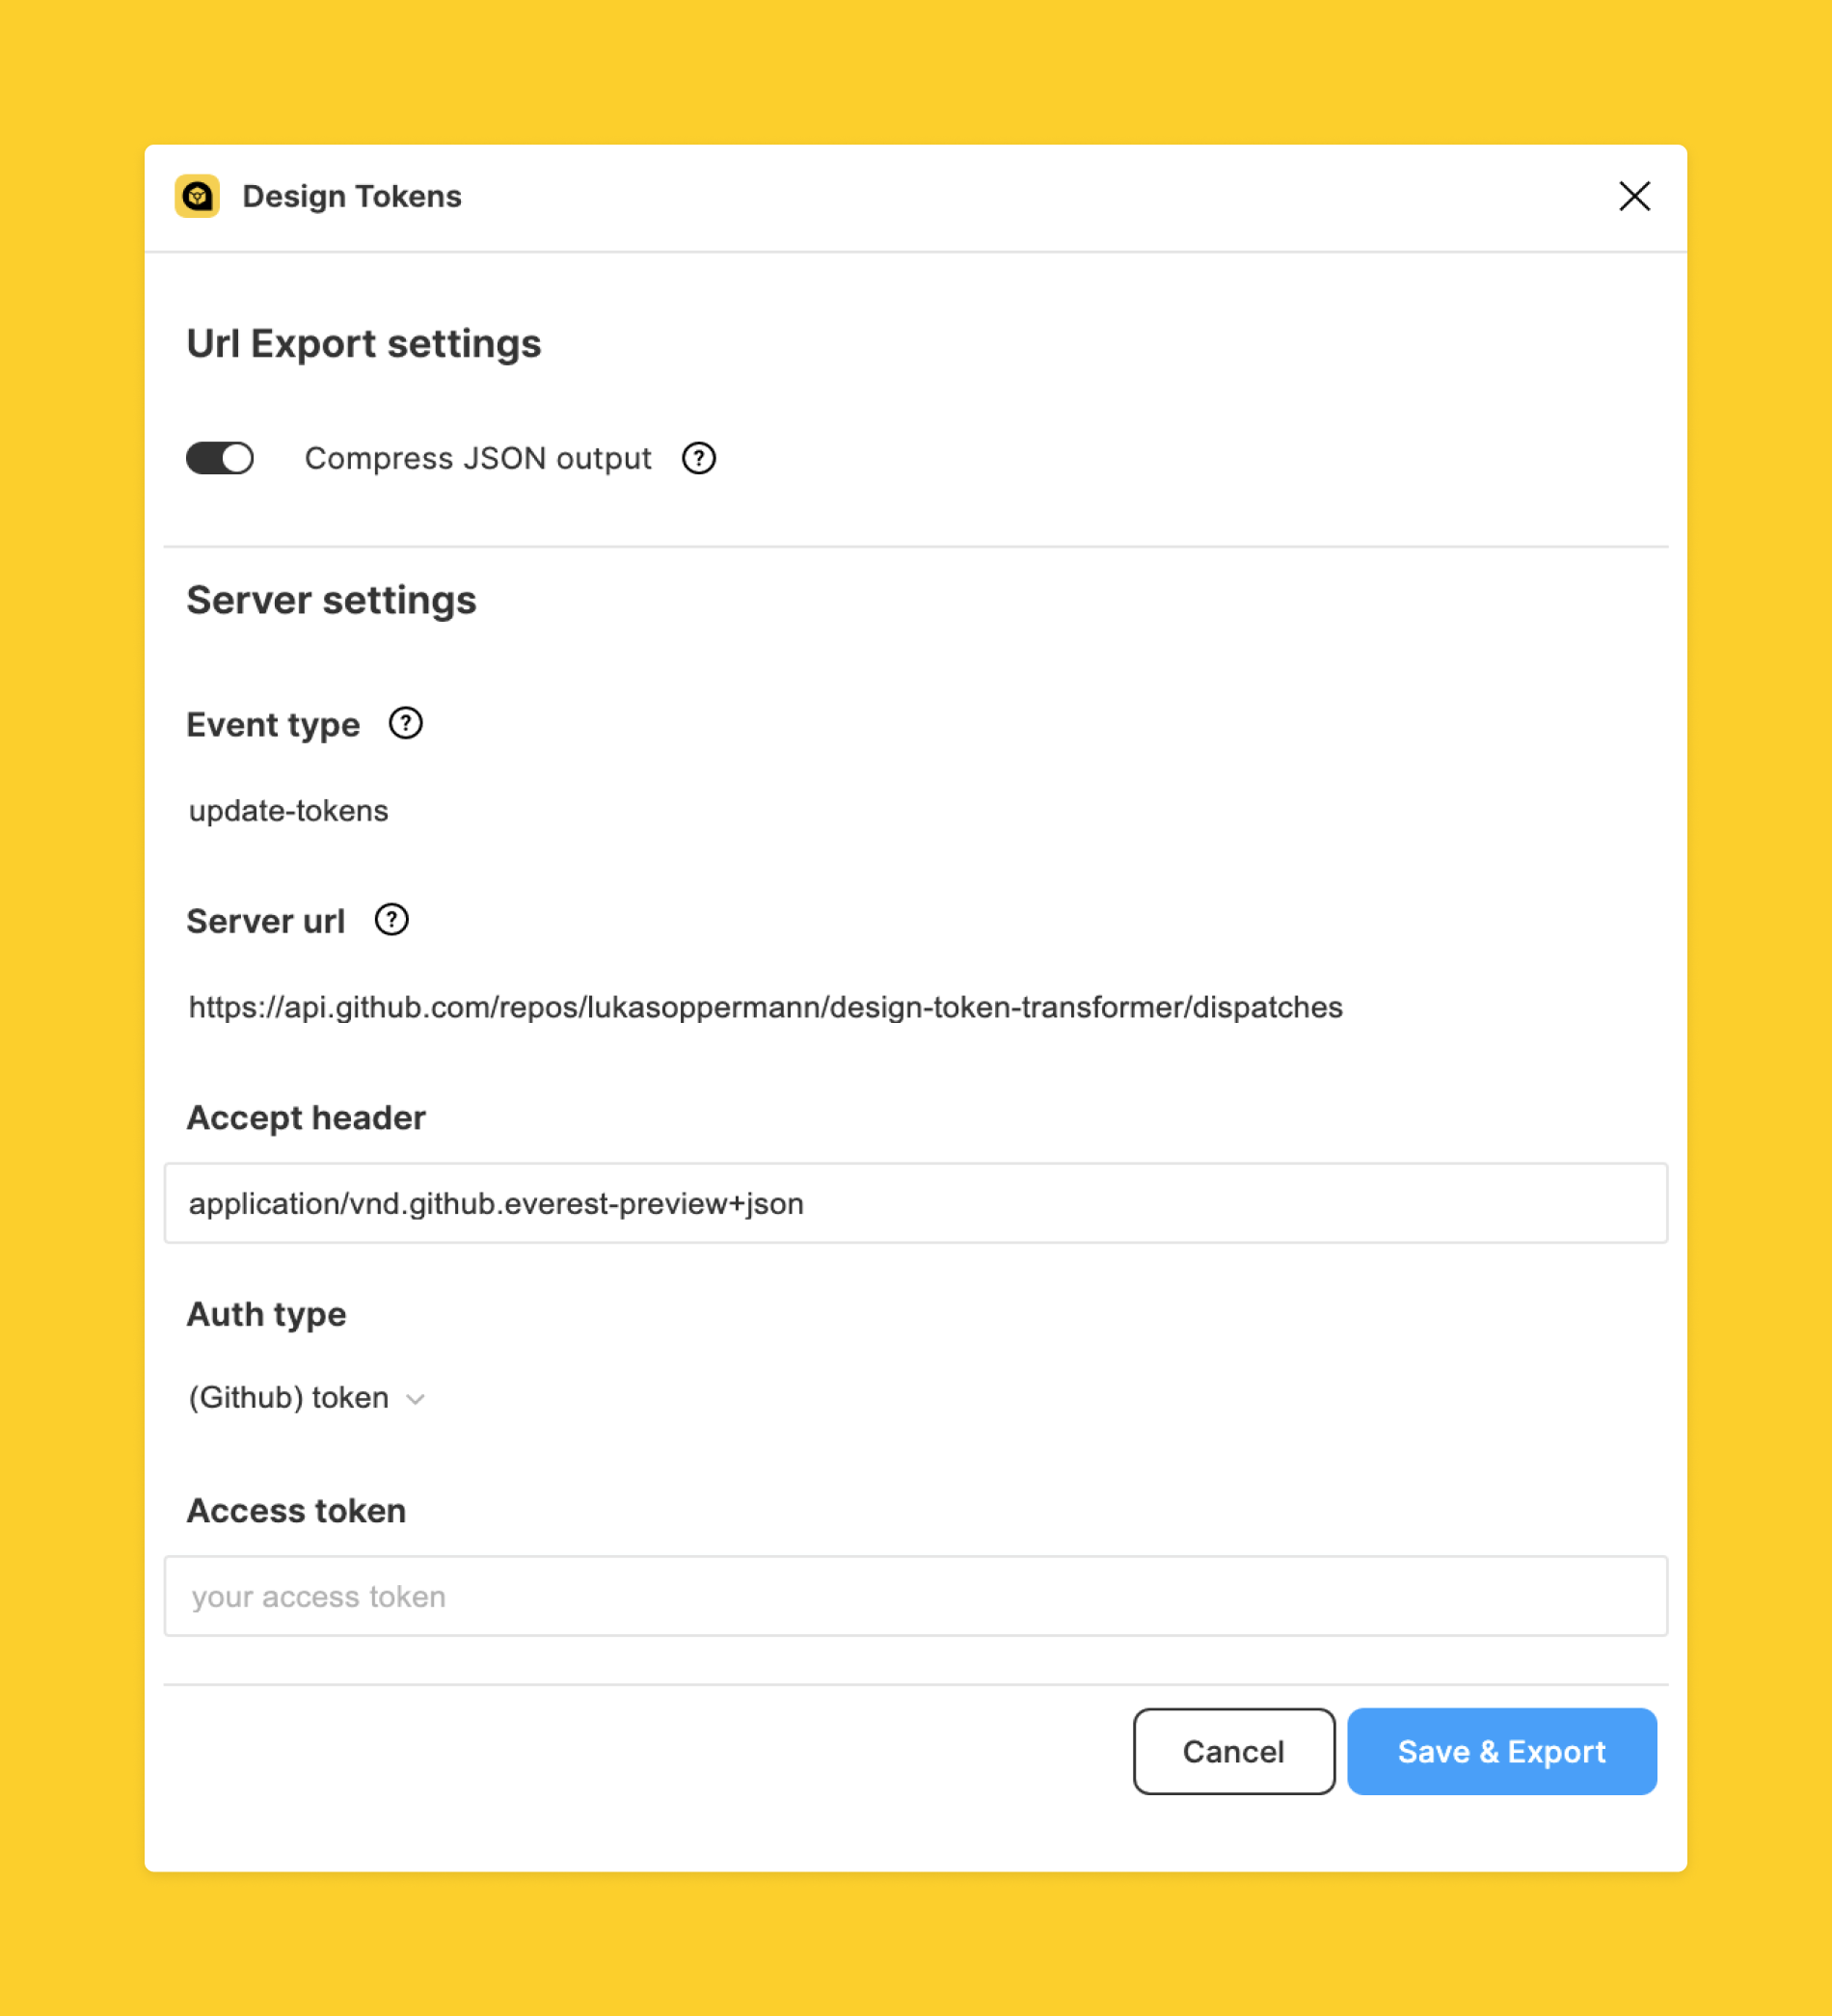 Design Tokens
Url Export settings
Compress JSON output ?
Server settings
Event type ?
update-tokens
Server url ?
https://api.github.com/repos/lukasoppermann/design-token-transformer/dispatches
Accept header
application/vnd.github.everest-preview+json
Auth type
(Github) token
Access token
your access token
Cancel
Save & Export